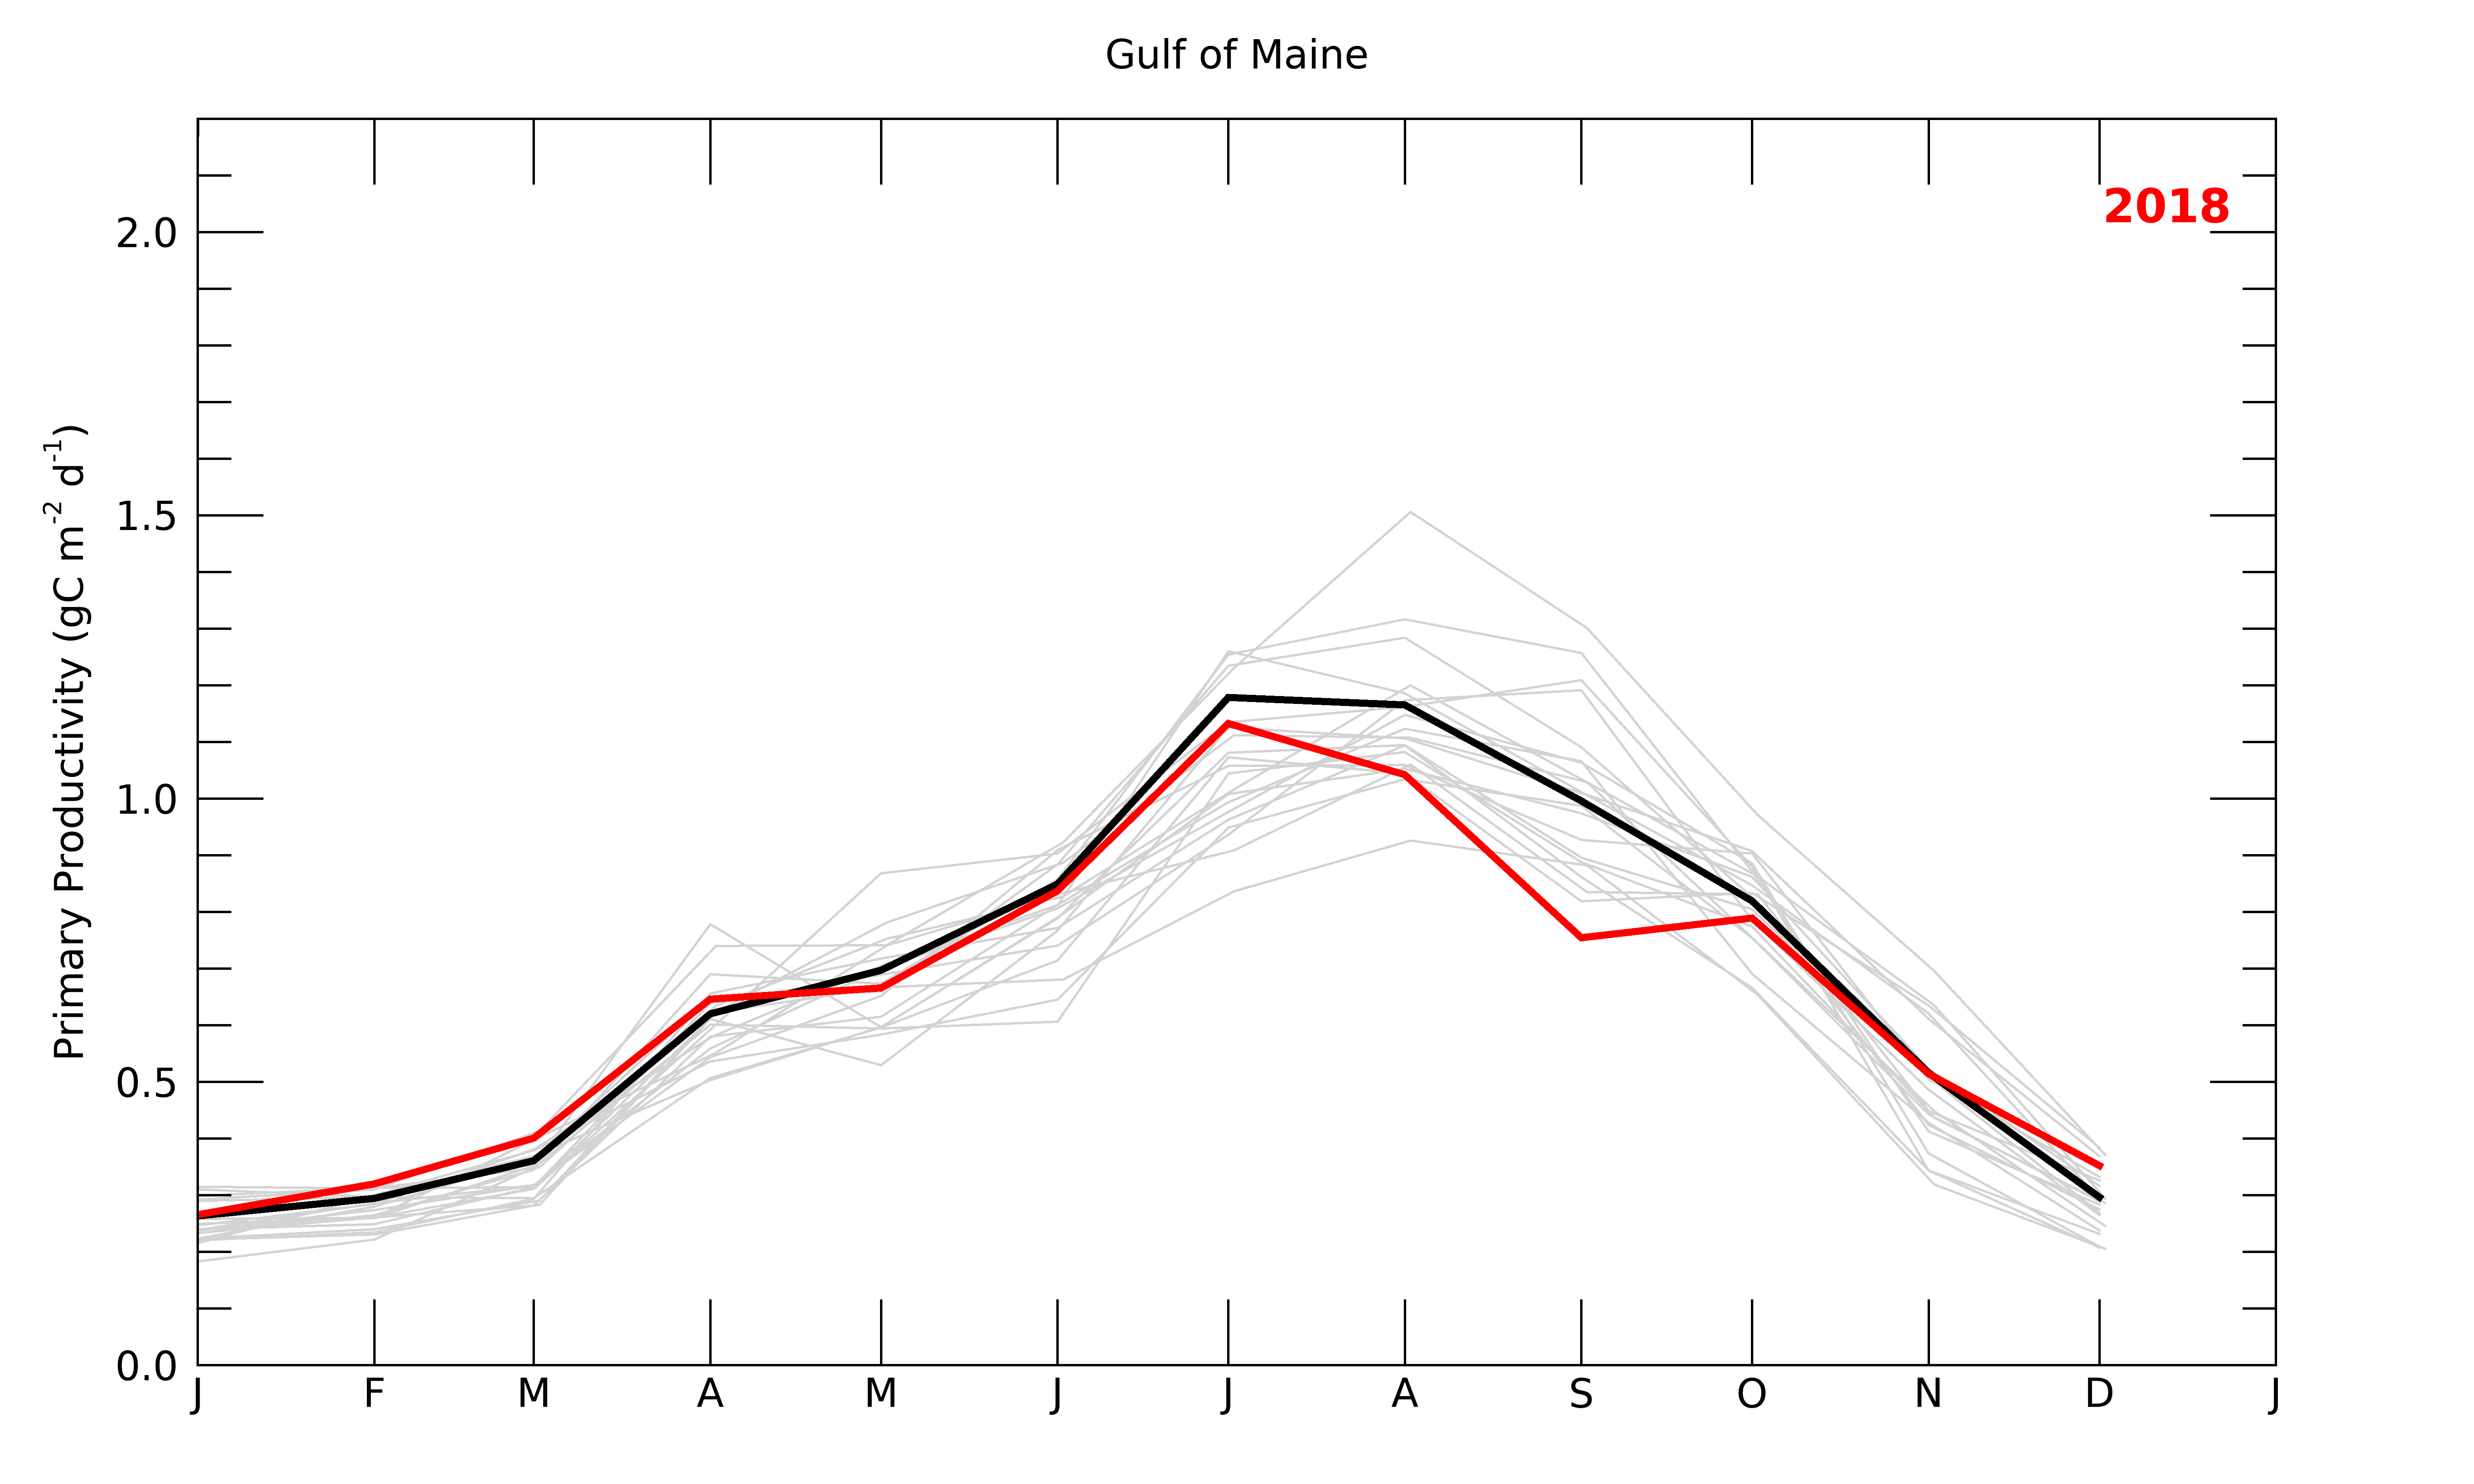 Gulf of Maine
2018
Primary Productivity (gC m⁻² d⁻¹)
2.0
1.5
1.0
0.5
0.0
J F M A M J J A S O N D J